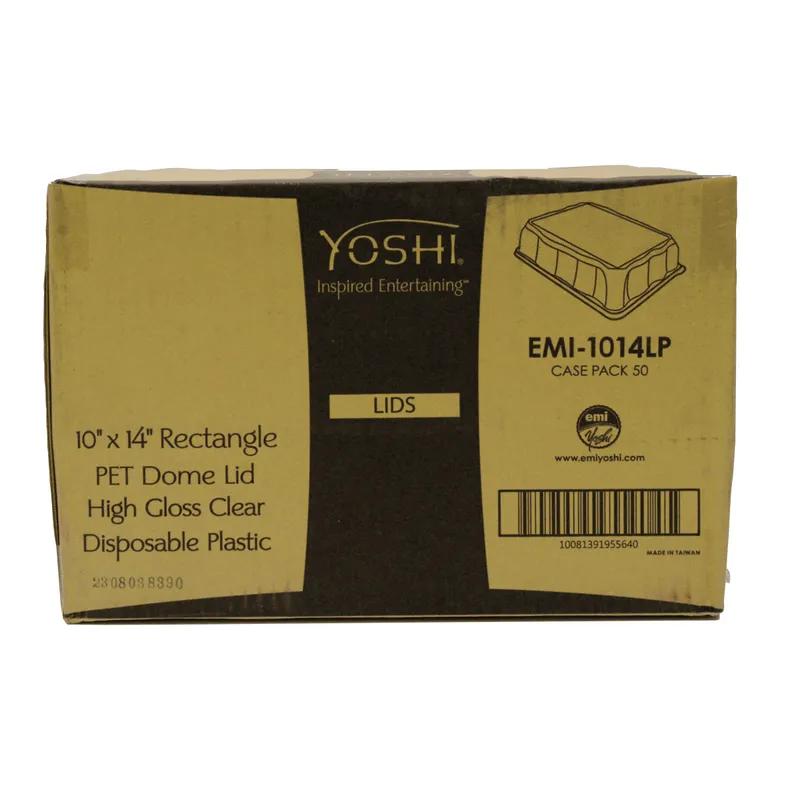 YOSHI®
Inspired Entertaining™
LIDS
10" x 14" Rectangle
PET Dome Lid
High Gloss Clear
Disposable Plastic
EMI-1014LP
CASE PACK 50
emi
Yoshi
www.emiyoshi.com
10081391955640
MADE IN TAIWAN